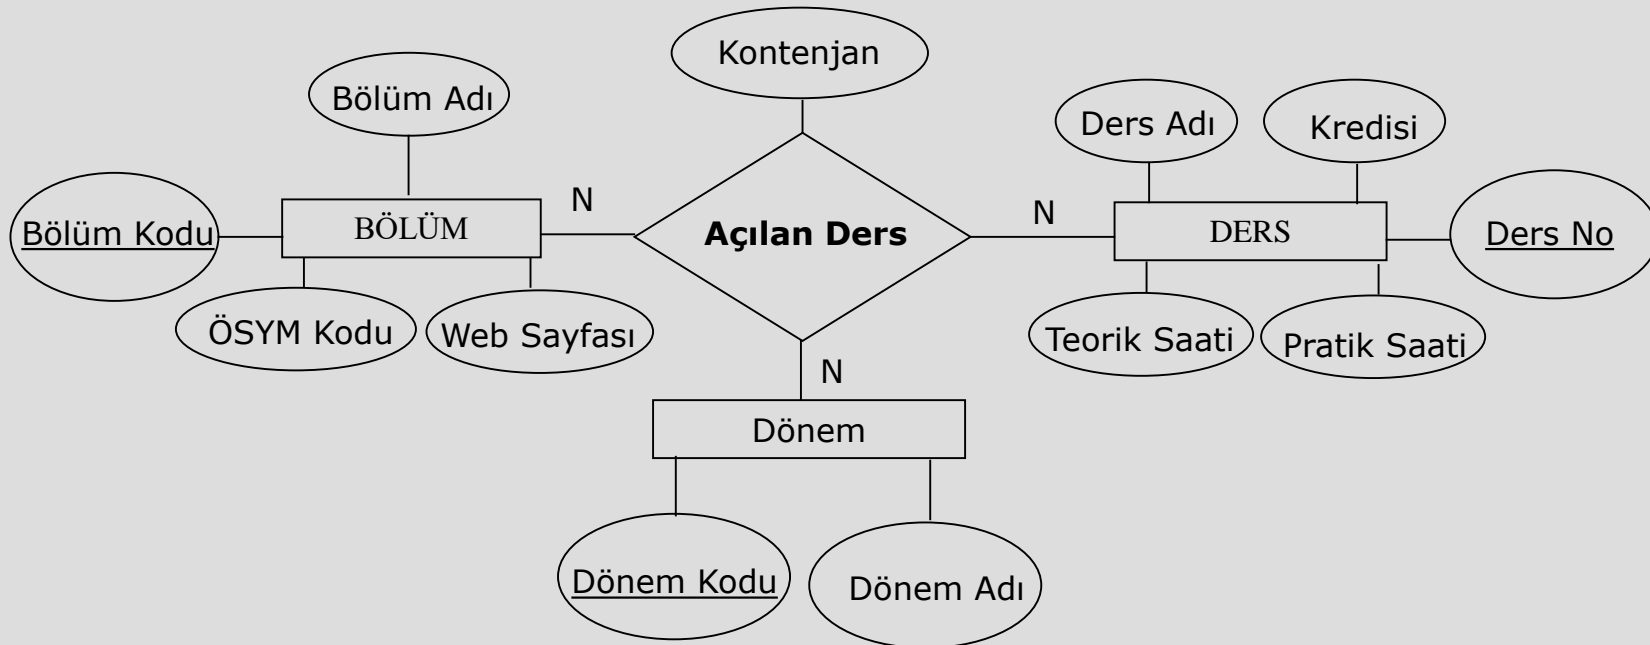 Kontenjan
Bölüm Adı
Ders Adı
Kredisi
N
N
Bölüm Kodu
BÖLÜM
Açılan Ders
DERS
Ders No
ÖSYM Kodu
Web Sayfası
Teorik Saati
Pratik Saati
N
Dönem
Dönem Kodu
Dönem Adı